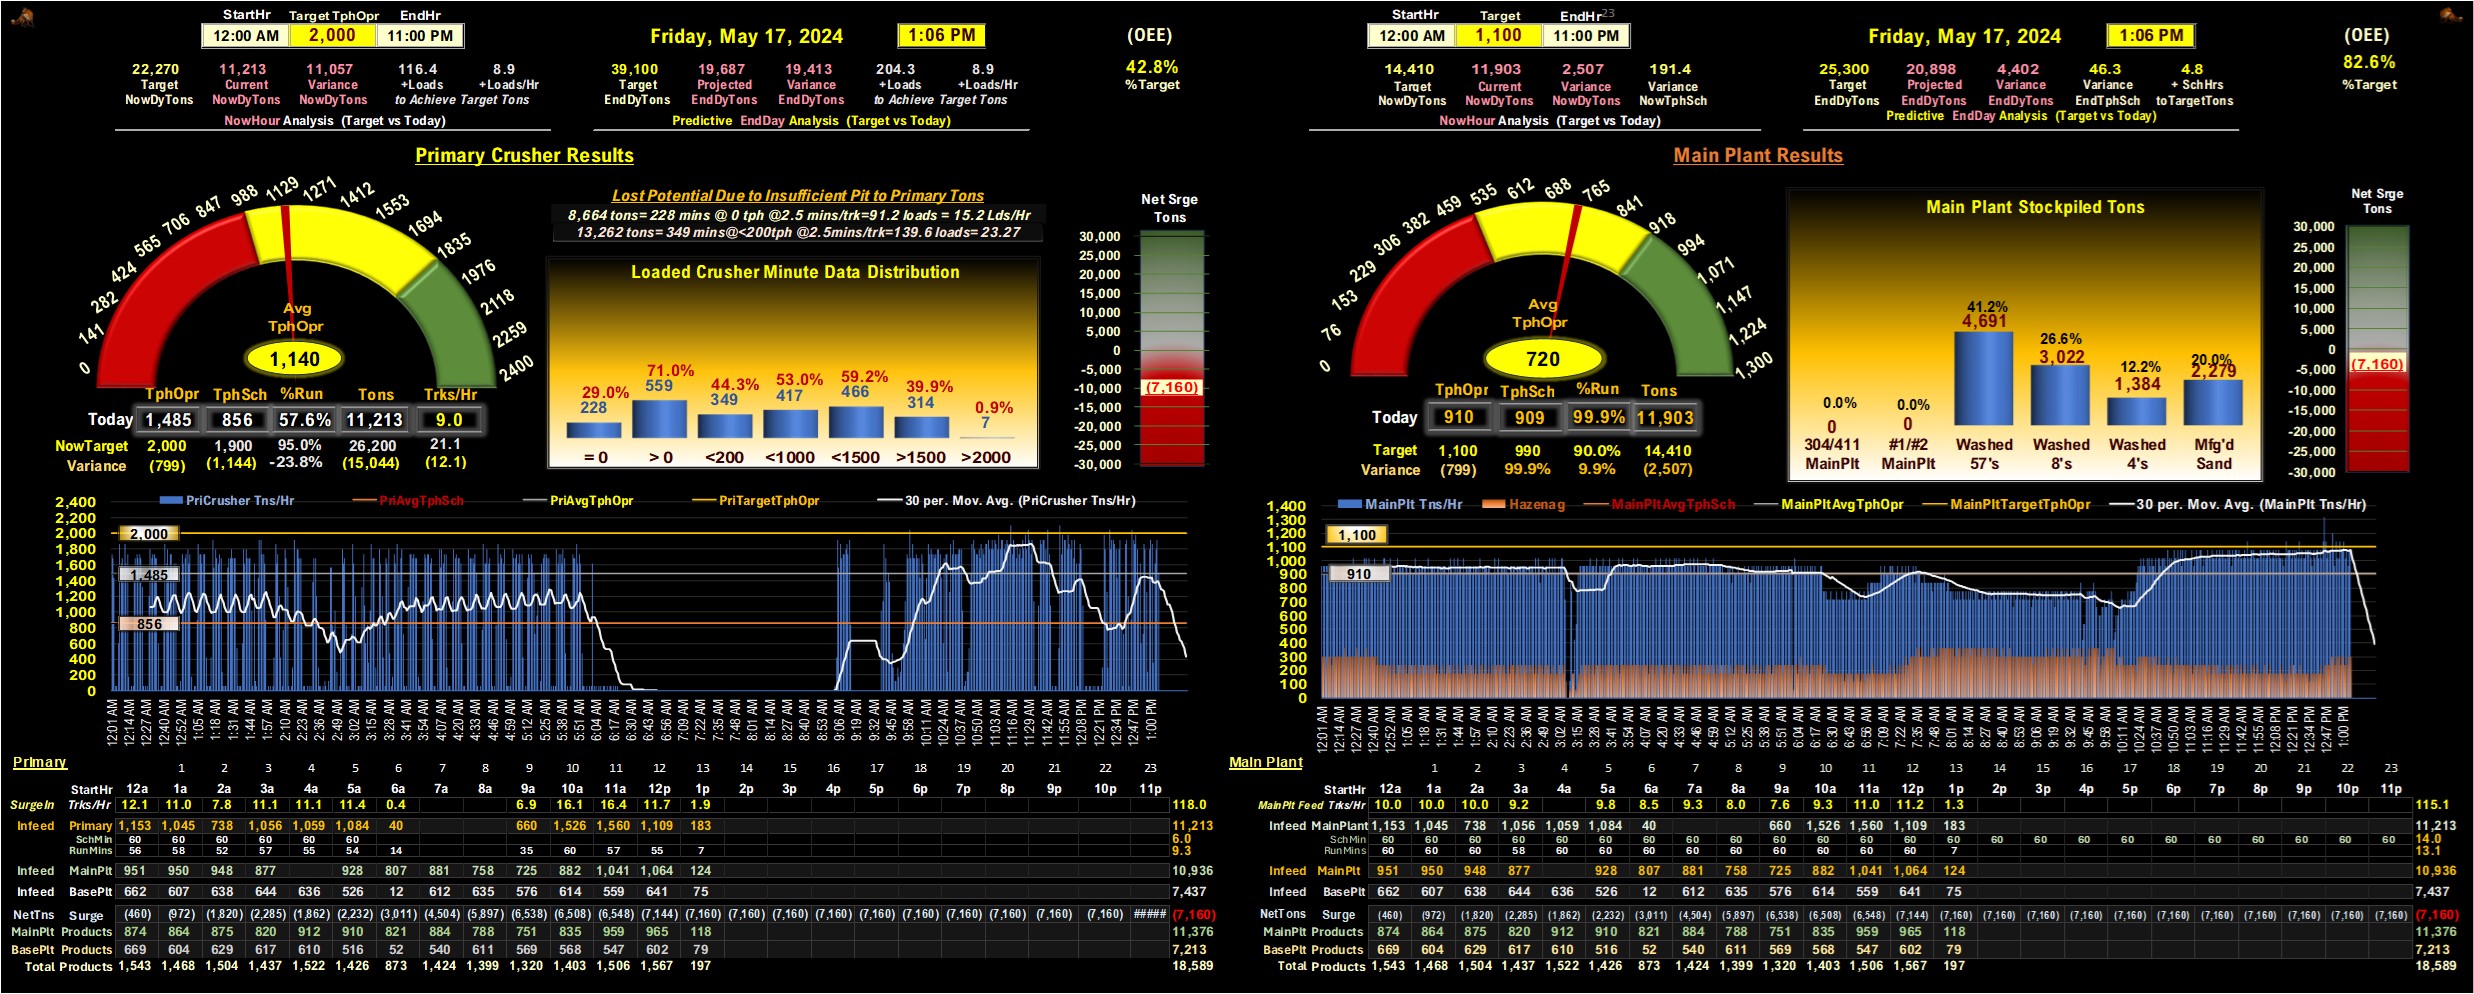 StartHr Target TphOpr EndHr
12:00 AM 2,000 11:00 PM
Friday, May 17, 2024 1:06 PM
(OEE)
42.8%
%Target
22,270 11,213 11,057 116.4 8.9
Target Current Variance +Loads +Loads/Hr
NowDyTons NowDyTons NowDyTons to Achieve Target Tons
NowHour Analysis (Target vs Today)
39,100 19,687 19,413 204.3 8.9
Target Projected Variance +Loads +Loads/Hr
EndDyTons EndDyTons EndDyTons to Achieve Target Tons
Predictive EndDay Analysis (Target vs Today)
Primary Crusher Results
0 141 282 424 565 706 847 988 1129 1271 1412 1553 1694 1835 1976 2118 2259 2400
Avg
TphOpr
1,140
TphOpr TphSch %Run Tons Trks/Hr
Today 1,485 856 57.6% 11,213 9.0
NowTarget 2,000 1,900 95.0% 26,200 21.1
Variance (799) (1,144) -23.8% (15,044) (12.1)
Lost Potential Due to Insufficient Pit to Primary Tons
8,664 tons= 228 mins @ 0 tph @2.5 mins/trk=91.2 loads = 15.2 Lds/Hr
13,262 tons= 349 mins@<200tph @2.5mins/trk=139.6 loads= 23.27
Loaded Crusher Minute Data Distribution
29.0% 71.0% 44.3% 53.0% 59.2% 39.9% 0.9%
228 559 349 417 466 314 7
= 0 > 0 <200 <1000 <1500 >1500 >2000
Net Srge
Tons
30,000
25,000
20,000
15,000
10,000
5,000
0
-5,000
-10,000
(7,160)
-15,000
-20,000
-25,000
-30,000
PriCrusher Tns/Hr PriAvgTphSch PriAvgTphOpr PriTargetTphOpr 30 per. Mov. Avg. (PriCrusher Tns/Hr)
2,400
2,200
2,000
1,800
1,600
1,400
1,200
1,000
800
600
400
200
0
2,000
1,485
856
12:01 AM 12:14 AM 12:27 AM 12:40 AM 12:52 AM 1:05 AM 1:18 AM 1:31 AM 1:44 AM 1:57 AM 2:10 AM 2:23 AM 2:36 AM 2:49 AM 3:02 AM 3:15 AM 3:28 AM 3:41 AM 3:54 AM 4:07 AM 4:20 AM 4:33 AM 4:46 AM 4:59 AM 5:12 AM 5:25 AM 5:38 AM 5:51 AM 6:04 AM 6:17 AM 6:30 AM 6:43 AM 6:56 AM 7:09 AM 7:22 AM 7:35 AM 7:48 AM 8:01 AM 8:14 AM 8:27 AM 8:40 AM 8:53 AM 9:06 AM 9:19 AM 9:32 AM 9:45 AM 9:58 AM 10:11 AM 10:24 AM 10:37 AM 10:50 AM 11:03 AM 11:16 AM 11:29 AM 11:42 AM 11:55 AM 12:08 PM 12:21 PM 12:34 PM 12:47 PM 1:00 PM
Primary 1 2 3 4 5 6 7 8 9 10 11 12 13 14 15 16 17 18 19 20 21 22 23
StartHr 12a 1a 2a 3a 4a 5a 6a 7a 8a 9a 10a 11a 12p 1p 2p 3p 4p 5p 6p 7p 8p 9p 10p 11p
SurgeIn Trks/Hr 12.1 11.0 7.8 11.1 11.1 11.4 0.4 6.9 16.1 16.4 11.7 1.9 118.0
Infeed Primary 1,153 1,045 738 1,056 1,059 1,084 40 660 1,526 1,560 1,109 183 11,213
SchMin 60 60 60 60 60 60 6.0
RunMins 56 58 52 57 55 54 14 35 60 57 55 7 9.3
Infeed MainPlt 951 950 948 877 928 807 881 758 725 882 1,041 1,064 124 10,936
Infeed BasePlt 662 607 638 644 636 526 12 612 635 576 614 559 641 75 7,437
NetTns Surge (460) (972) (1,820) (2,285) (1,862) (2,232) (3,011) (4,504) (5,897) (6,538) (6,508) (6,548) (7,144) (7,160) (7,160) (7,160) (7,160) (7,160) (7,160) (7,160) (7,160) (7,160) (7,160) ##### (7,160)
MainPlt Products 874 864 875 820 912 910 821 884 788 751 835 959 965 118 11,376
BasePlt Products 669 604 629 617 610 516 52 540 611 569 568 547 602 79 7,213
Total Products 1,543 1,468 1,504 1,437 1,522 1,426 873 1,424 1,399 1,320 1,403 1,506 1,567 197 18,589
StartHr Target EndHr 23
12:00 AM 1,100 11:00 PM
Friday, May 17, 2024 1:06 PM
(OEE)
82.6%
%Target
14,410 11,903 2,507 191.4
Target Current Variance Variance
NowDyTons NowDyTons NowDyTons NowTphSch
NowHour Analysis (Target vs Today)
25,300 20,898 4,402 46.3 4.8
Target Projected Variance Variance + SchHrs
EndDyTons EndDyTons EndDyTons EndTphSch toTargetTons
Predictive EndDay Analysis (Target vs Today)
Main Plant Results
0 76 153 229 306 382 459 535 612 688 765 841 918 994 1,071 1,147 1,224 1,300
Avg
TphOpr
720
TphOpr TphSch %Run Tons
Today 910 909 99.9% 11,903
Target 1,100 990 90.0% 14,410
Variance (799) 99.9% 9.9% (2,507)
Main Plant Stockpiled Tons
0.0% 0.0% 41.2% 26.6% 12.2% 20.0%
0 0 4,691 3,022 1,384 2,279
304/411 #1/#2 Washed Washed Washed Mfg'd
MainPlt MainPlt 57's 8's 4's Sand
Net Srge
Tons
30,000
25,000
20,000
15,000
10,000
5,000
0
(7,160)
-5,000
-10,000
-15,000
-20,000
-25,000
-30,000
MainPlt Tns/Hr Hazenag MainPltAvgTphSch MainPltAvgTphOpr MainPltTargetTphOpr 30 per. Mov. Avg. (MainPlt Tns/Hr)
1,400
1,300
1,200
1,100
1,000
900
800
700
600
500
400
300
200
100
0
1,100
910
12:01 AM 12:14 AM 12:27 AM 12:40 AM 12:52 AM 1:05 AM 1:18 AM 1:31 AM 1:44 AM 1:57 AM 2:10 AM 2:23 AM 2:36 AM 2:49 AM 3:02 AM 3:15 AM 3:28 AM 3:41 AM 3:54 AM 4:07 AM 4:20 AM 4:33 AM 4:46 AM 4:59 AM 5:12 AM 5:25 AM 5:38 AM 5:51 AM 6:04 AM 6:17 AM 6:30 AM 6:43 AM 6:56 AM 7:09 AM 7:22 AM 7:35 AM 7:48 AM 8:01 AM 8:14 AM 8:27 AM 8:40 AM 8:53 AM 9:06 AM 9:19 AM 9:32 AM 9:45 AM 9:58 AM 10:11 AM 10:24 AM 10:37 AM 10:50 AM 11:03 AM 11:16 AM 11:29 AM 11:42 AM 11:55 AM 12:08 PM 12:21 PM 12:34 PM 12:47 PM 1:00 PM
Main Plant 1 2 3 4 5 6 7 8 9 10 11 12 13 14 15 16 17 18 19 20 21 22 23
StartHr 12a 1a 2a 3a 4a 5a 6a 7a 8a 9a 10a 11a 12p 1p 2p 3p 4p 5p 6p 7p 8p 9p 10p 11p
MainPlt Feed Trks/Hr 10.0 10.0 10.0 9.2 9.8 8.5 9.3 8.0 7.6 9.3 11.0 11.2 1.3 115.1
Infeed MainPlant 1,153 1,045 738 1,056 1,059 1,084 40 660 1,526 1,560 1,109 183 11,213
SchMin 60 60 60 60 60 60 60 60 60 60 60 60 60 60 60 60 60 60 60 60 60 60 60 14.0
RunMins 60 60 60 58 60 60 60 60 60 60 60 60 7 13.1
Infeed MainPlt 951 950 948 877 928 807 881 758 725 882 1,041 1,064 124 10,936
Infeed BasePlt 662 607 638 644 636 526 12 612 635 576 614 559 641 75 7,437
NetTons Surge (460) (972) (1,820) (2,285) (1,862) (2,232) (3,011) (4,504) (5,897) (6,538) (6,508) (6,548) (7,144) (7,160) (7,160) (7,160) (7,160) (7,160) (7,160) (7,160) (7,160) (7,160) (7,160) (7,160) (7,160)
MainPlt Products 874 864 875 820 912 910 821 884 788 751 835 959 965 118 11,376
BasePlt Products 669 604 629 617 610 516 52 540 611 569 568 547 602 79 7,213
Total Products 1,543 1,468 1,504 1,437 1,522 1,426 873 1,424 1,399 1,320 1,403 1,506 1,567 197 18,589